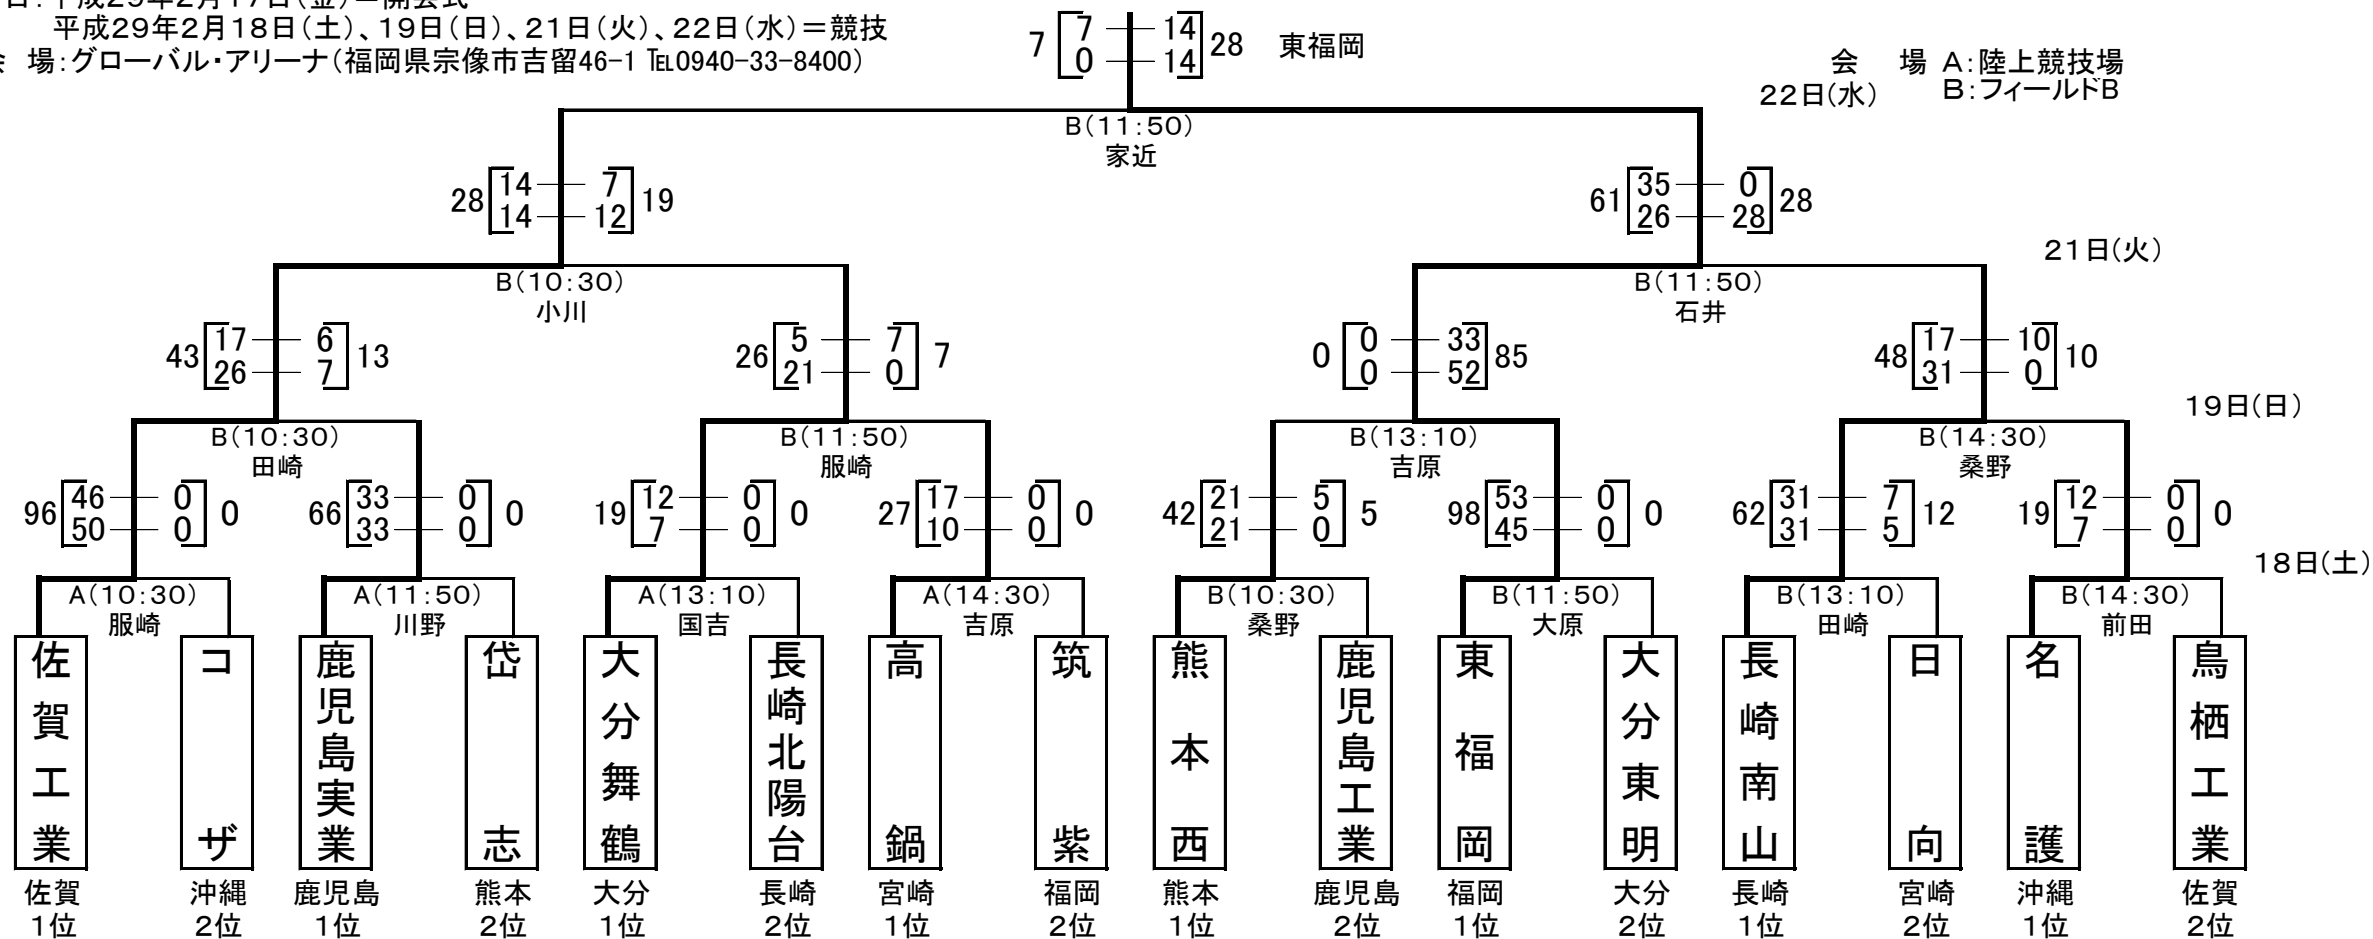 日:平成29年2月17日(金)=開会式
平成29年2月18日(土)、19日(日)、21日(火)、22日(水)=競技
会 場:グローバル・アリーナ(福岡県宗像市吉留46-1 ℡0940-33-8400)
7 7 14 28 東福岡
0 14
会 場 A:陸上競技場
22日(水) B:フィールドB
B(11:50)
家近
28 14 7 19
14 12
61 35 0 28
26 28
21日(火)
B(10:30) B(11:50)
小川 石井
43 17 6 13
26 7
26 5 7 7
21 0
0 0 33 85
0 52
48 17 10 10
31 0
19日(日)
B(10:30) B(11:50) B(13:10) B(14:30)
田崎 服崎 吉原 桑野
96 46 0 0
50 0
66 33 0 0
33 0
19 12 0 0
7 0
27 17 0 0
10 0
42 21 5 5
21 0
98 53 0 0
45 0
62 31 7 12
31 5
19 12 0 0
7 0
18日(土)
A(10:30) A(11:50) A(13:10) A(14:30) B(10:30) B(11:50) B(13:10) B(14:30)
服崎 川野 国吉 吉原 桑野 大原 田崎 前田
佐賀工業
コザ
鹿児島実業
岱志
大分舞鶴
長崎北陽台
高鍋
筑紫
熊本西
鹿児島工業
東福岡
大分東明
長崎南山
日向
名護
鳥栖工業
佐賀 沖縄 鹿児島 熊本 大分 長崎 宮崎 福岡 熊本 鹿児島 福岡 大分 長崎 宮崎 沖縄 佐賀
1位 2位 1位 2位 1位 2位 1位 2位 1位 2位 1位 2位 1位 2位 1位 2位